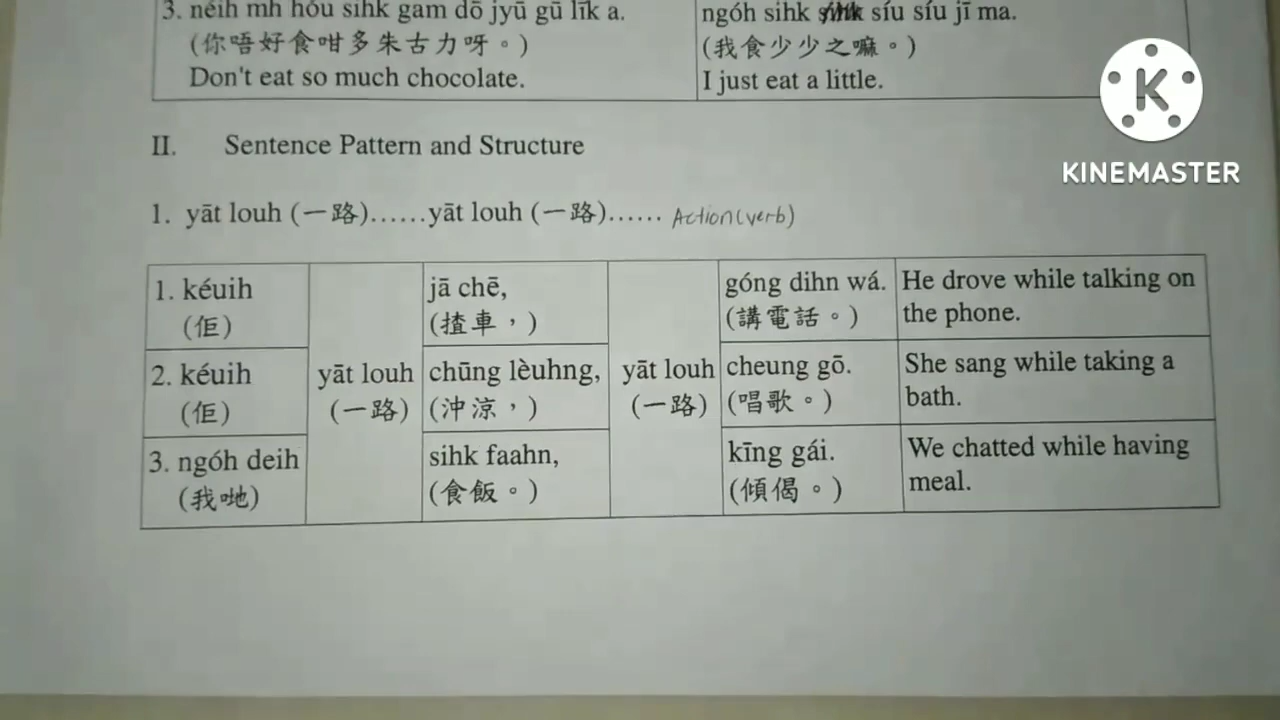 3. néih mh hóu sihk gam dō jyū gū līk a.
(你唔好食咁多朱古力呀。)
Don't eat so much chocolate.
ngóh sihk síu síu jī ma.
(我食少少之嘛。)
I just eat a little.
K
KINEMASTER
II. Sentence Pattern and Structure
1. yāt louh (一路)……yāt louh (一路)…… Action(verb)
1. kéuih
(佢)
2. kéuih
(佢)
3. ngóh deih
(我哋)
yāt louh
(一路)
jā chē,
(揸車，)
chūng lèuhng,
(沖涼，)
sihk faahn,
(食飯。)
yāt louh
(一路)
góng dihn wá.
(講電話。)
cheung gō.
(唱歌。)
kīng gái.
(傾偈。)
He drove while talking on
the phone.
She sang while taking a
bath.
We chatted while having
meal.